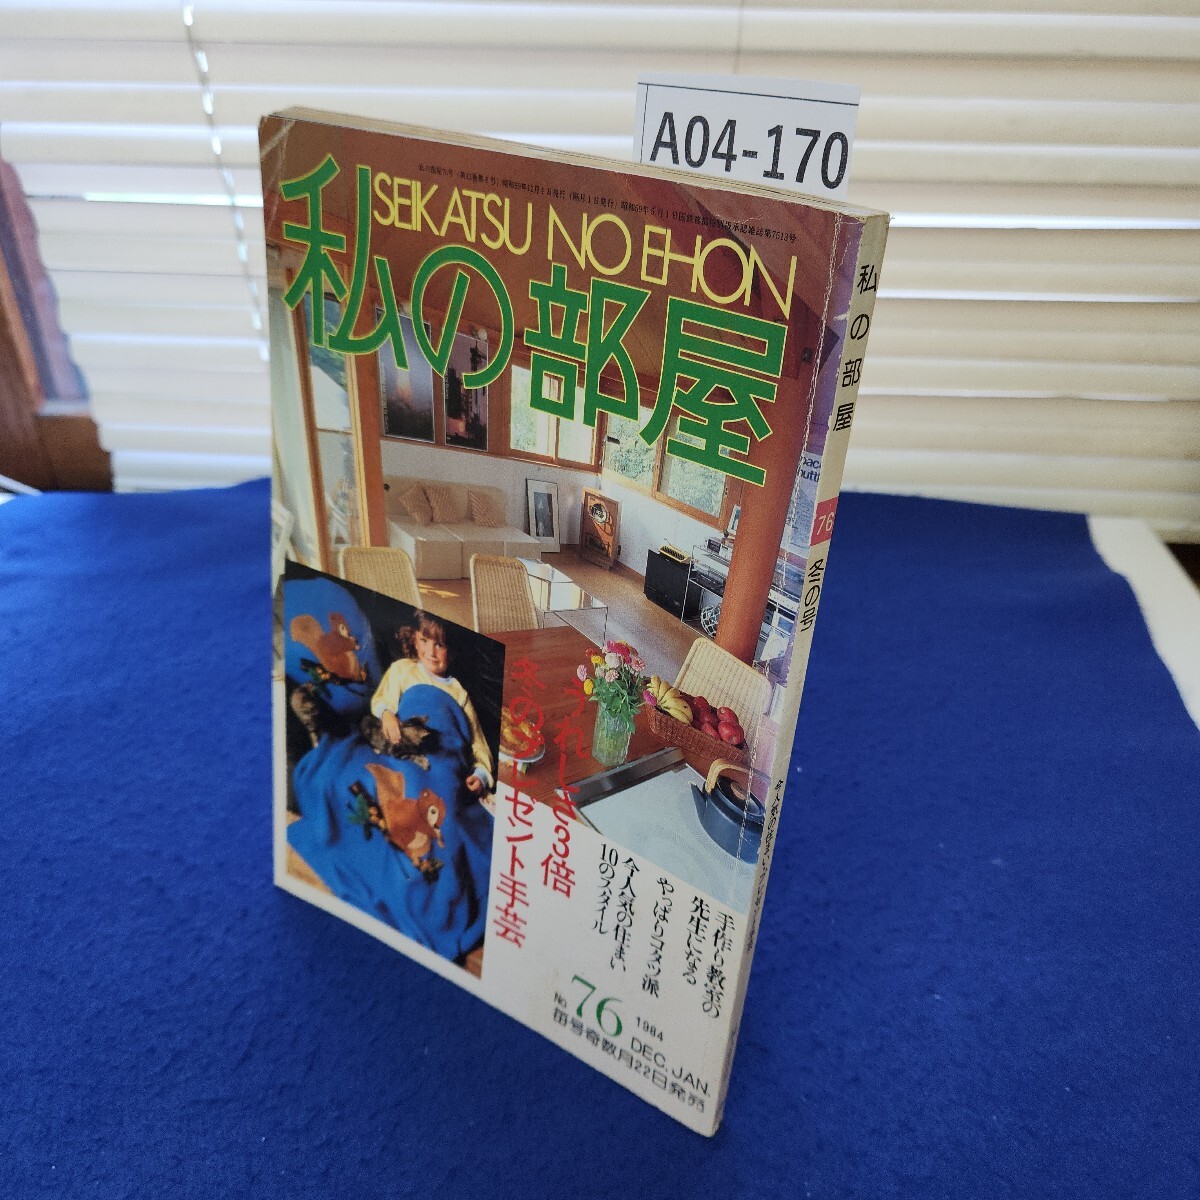 A04-170
SEIKATSU NO EHON
私の部屋
うれしさ3倍
冬のプレゼント手芸
手作り教室の
先生になる
やっぱりコタツ派
今人気の住まい
10のスタイル
No 76 1984 DEC. JAN.
毎号奇数月22日発売
私の部屋
76
冬の号